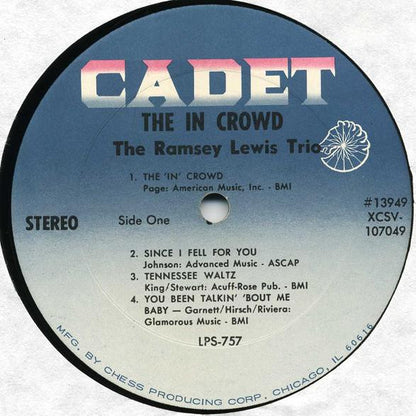 CADET
THE IN CROWD
The Ramsey Lewis Trio
1. THE 'IN' CROWD
Page: American Music, Inc. - BMI
#13949
XCSV-
107049
STEREO
Side One
2. SINCE I FELL FOR YOU
Johnson: Advanced Music - ASCAP
3. TENNESSEE WALTZ
King/Stewart: Acuff-Rose Pub. - BMI
4. YOU BEEN TALKIN' 'BOUT ME
BABY — Garnett/Hirsch/Riviera:
Glamorous Music - BMI
LPS-757
MFG. BY CHESS PRODUCING CORP. CHICAGO, IL 60616